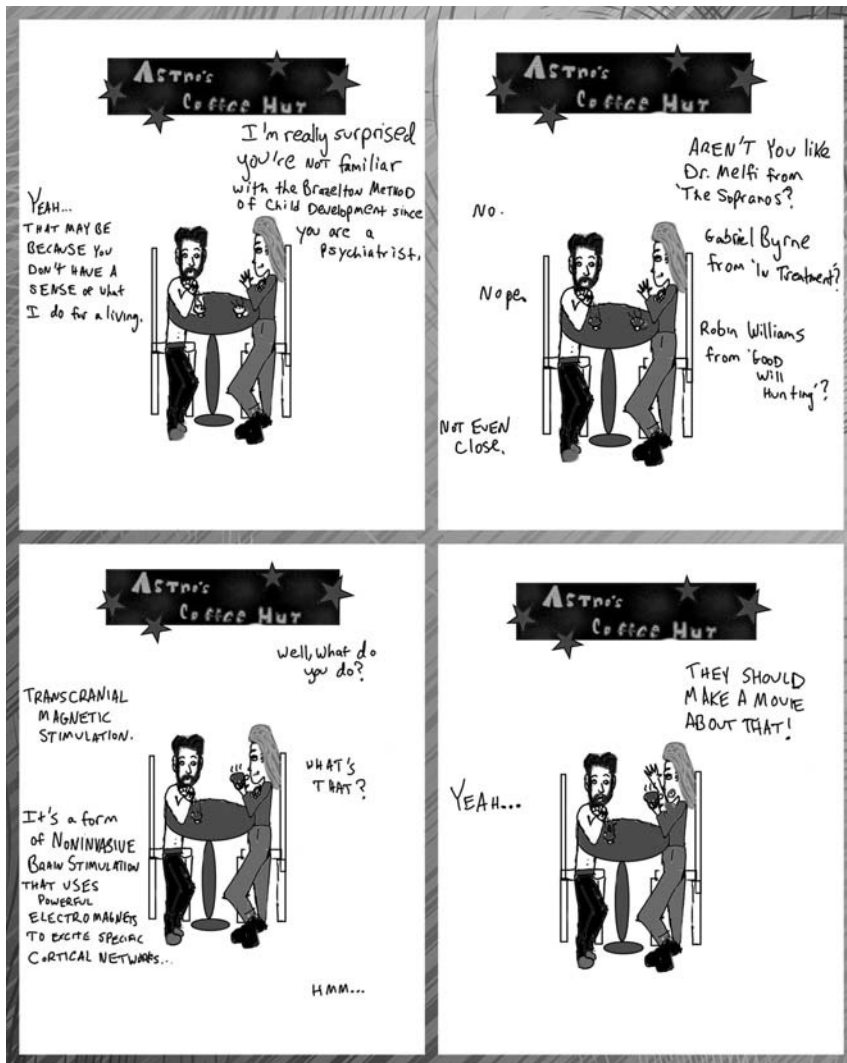 ASTRO'S
COFFEE HUT
I'm really surprised
you're NOT familiar
with the Brazelton METHOD
OF Child Development since
you are a
Psychiatrist.
YEAH...
THAT MAY BE
BECAUSE YOU
DON'T HAVE A
SENSE OF what
I do for a living.
ASTRO'S
COFFEE HUT
AREN'T YOU like
Dr. Melfi from
'The Sopranos?
No.
Gabriel Byrne
from 'In Treatment'?
Nope.
Robin Williams
from 'GOOD
Will
Hunting'?
NOT EVEN
Close.
ASTRO'S
COFFEE HUT
Well, What do
you do?
TRANSCRANIAL
MAGNETIC
STIMULATION.
WHAT'S
THAT?
It's a form
of NONINVASIVE
BRAIN STIMULATION
THAT USES
POWERFUL
ELECTROMAGNETS
TO EXCITE SPECIFIC
CORTICAL NETWORKS...
HMM...
ASTRO'S
COFFEE HUT
THEY SHOULD
MAKE A MOVIE
ABOUT THAT!
YEAH...